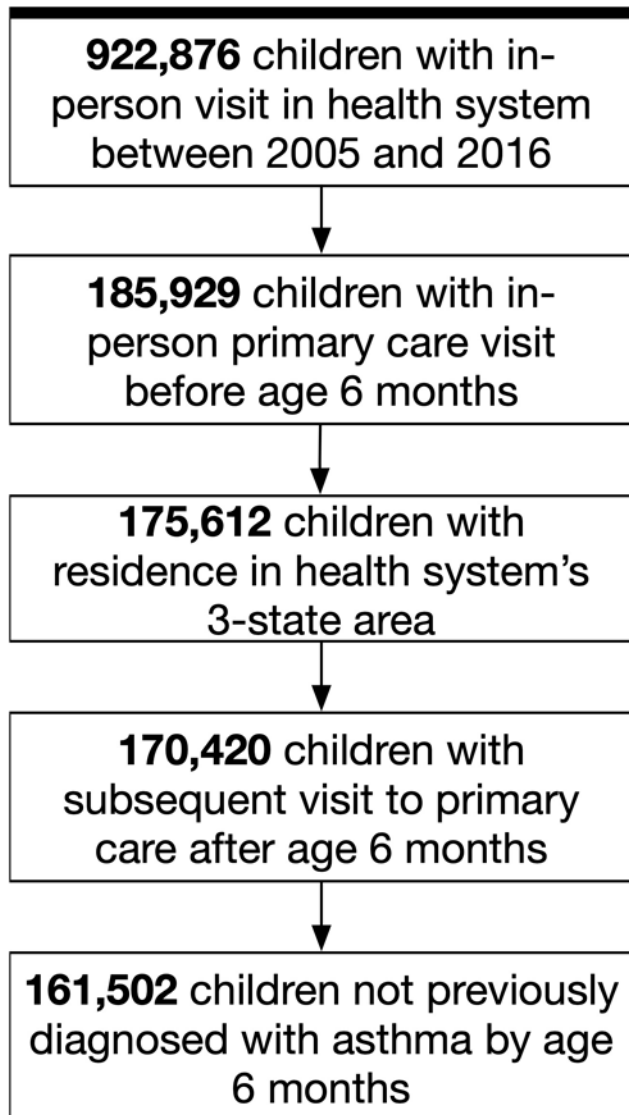 922,876 children with in-
person visit in health system
between 2005 and 2016
185,929 children with in-
person primary care visit
before age 6 months
175,612 children with
residence in health system’s
3-state area
170,420 children with
subsequent visit to primary
care after age 6 months
161,502 children not previously
diagnosed with asthma by age
6 months